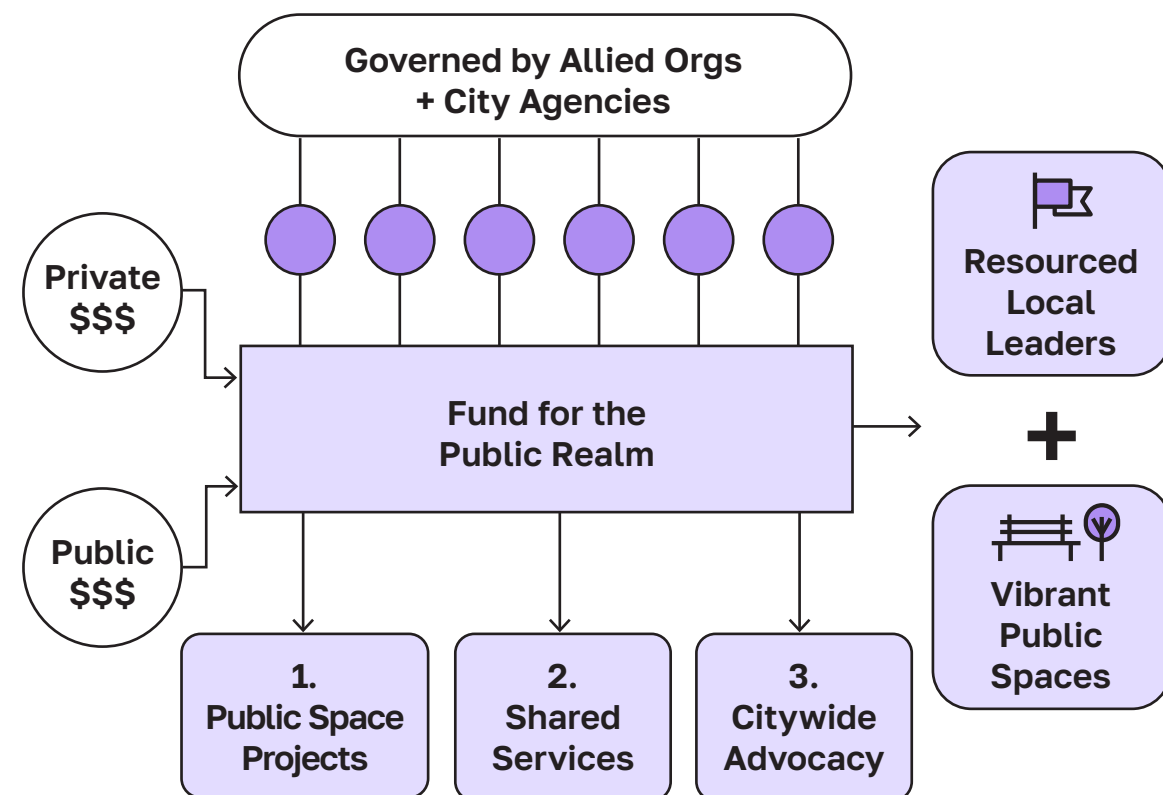 Governed by Allied Orgs
+ City Agencies
Private
$$$
Public
$$$
Fund for the
Public Realm
1.
Public Space
Projects
2.
Shared
Services
3.
Citywide
Advocacy
Resourced
Local
Leaders
+
Vibrant
Public
Spaces